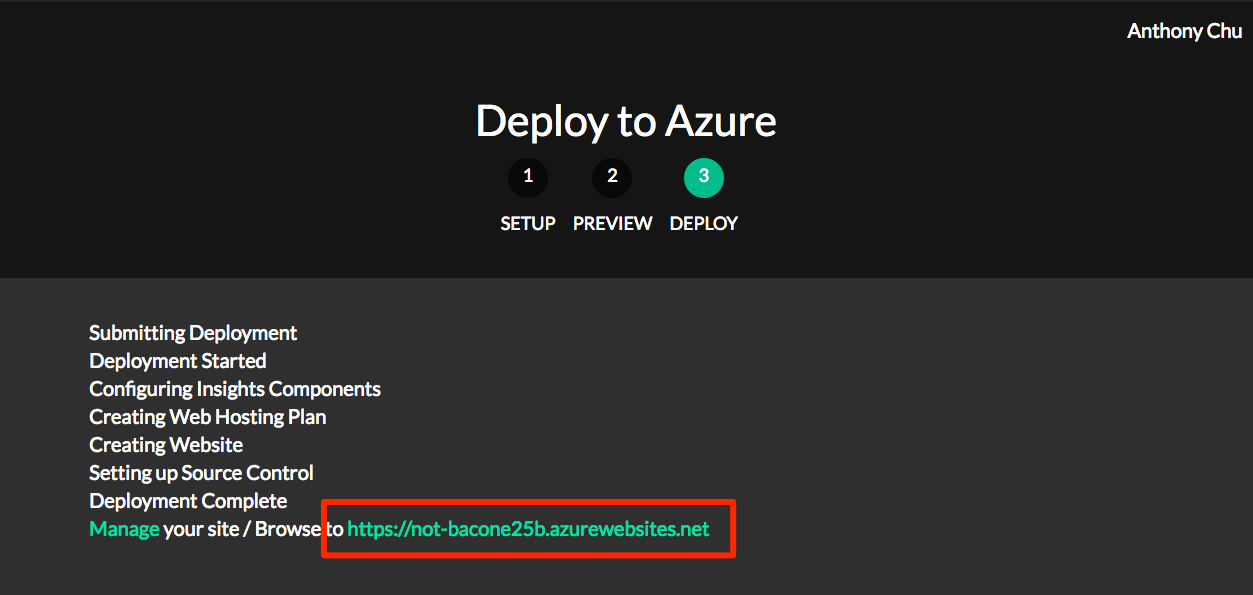 Anthony Chu
Deploy to Azure
1 2 3
SETUP PREVIEW DEPLOY
Submitting Deployment
Deployment Started
Configuring Insights Components
Creating Web Hosting Plan
Creating Website
Setting up Source Control
Deployment Complete
Manage your site / Browse to https://not-bacone25b.azurewebsites.net